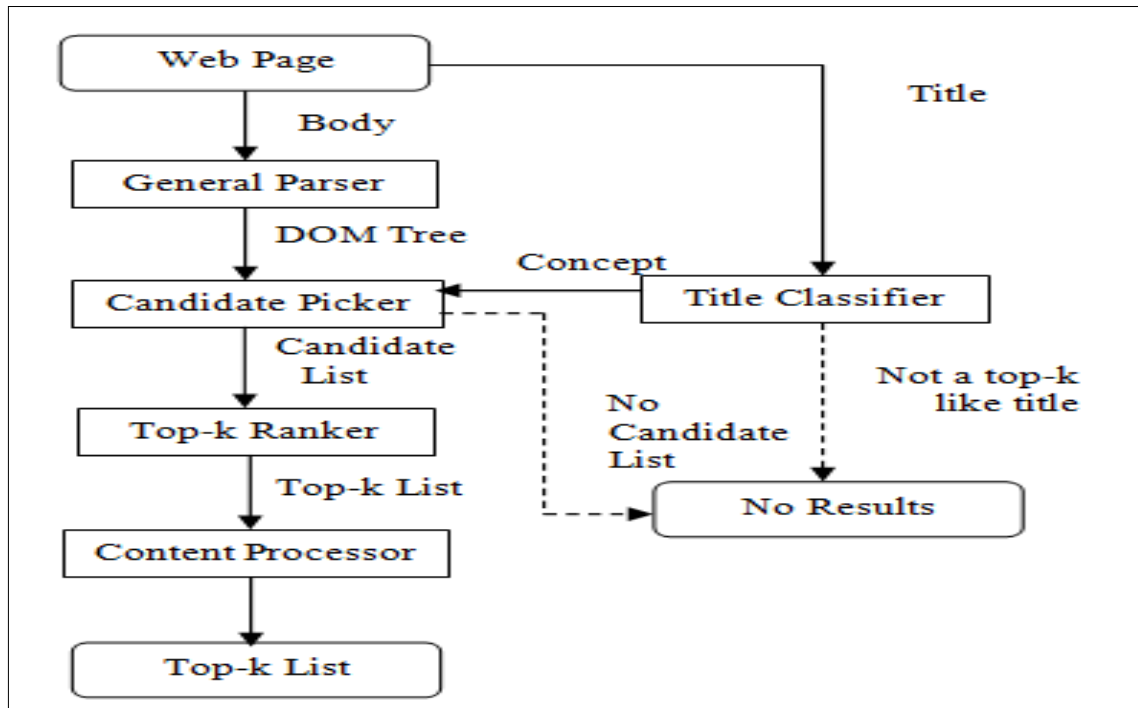 Web Page
Title
Body
General Parser
DOM Tree
Concept
Candidate Picker
Title Classifier
Candidate
List
Not a top-k
like title
No
Candidate
List
Top-k Ranker
Top-k List
No Results
Content Processor
Top-k List